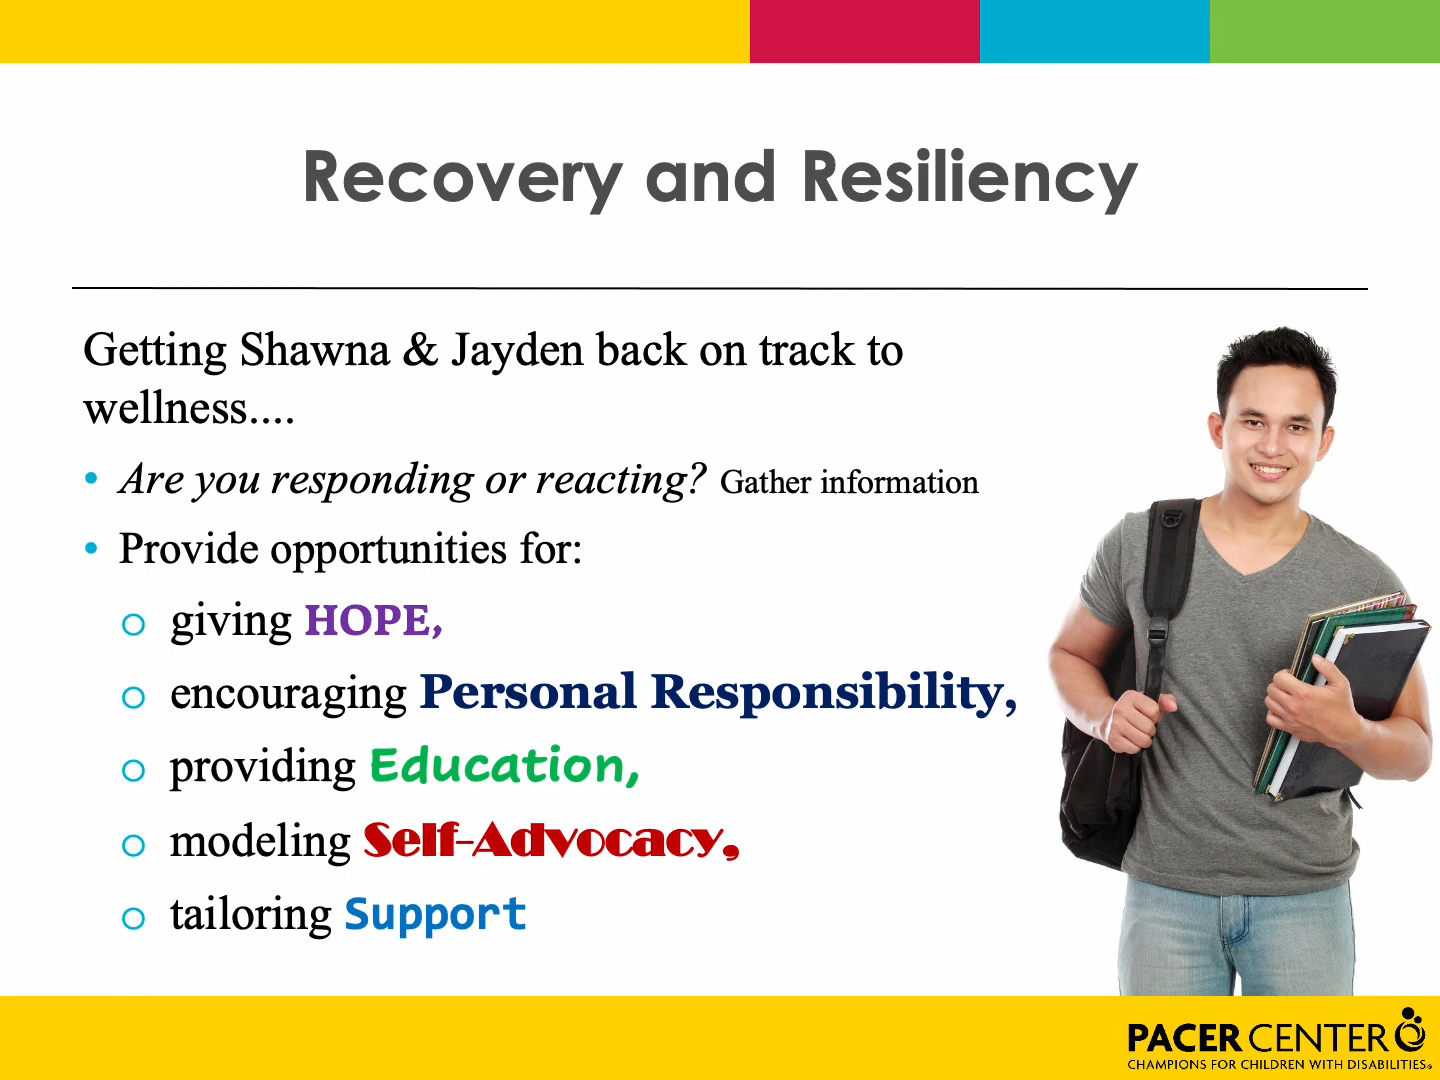 Recovery and Resiliency
Getting Shawna & Jayden back on track to
wellness....
• Are you responding or reacting? Gather information
• Provide opportunities for:
o giving HOPE,
o encouraging Personal Responsibility,
o providing Education,
o modeling Self-Advocacy,
o tailoring Support
PACER CENTER
CHAMPIONS FOR CHILDREN WITH DISABILITIES